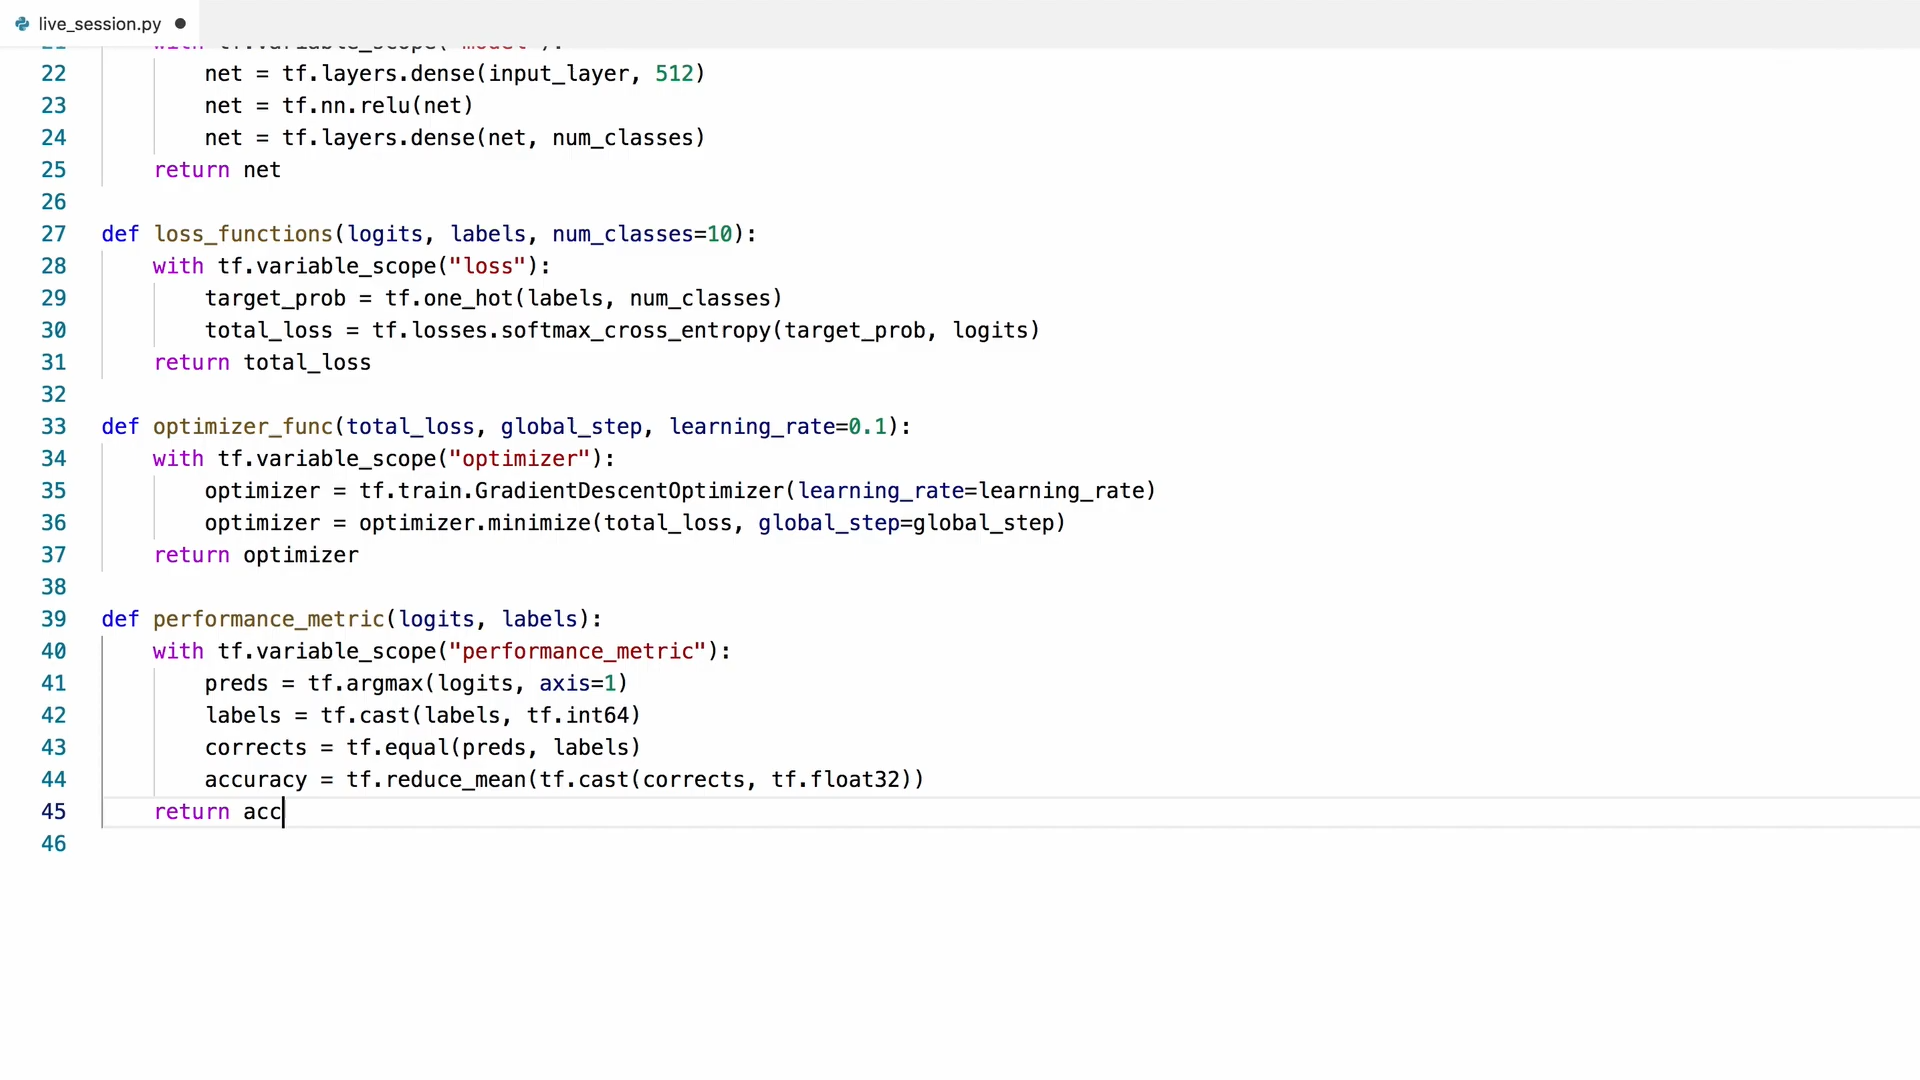 live_session.py
21 with tf.variable_scope("model"):
22 net = tf.layers.dense(input_layer, 512)
23 net = tf.nn.relu(net)
24 net = tf.layers.dense(net, num_classes)
25 return net
26
27 def loss_functions(logits, labels, num_classes=10):
28 with tf.variable_scope("loss"):
29 target_prob = tf.one_hot(labels, num_classes)
30 total_loss = tf.losses.softmax_cross_entropy(target_prob, logits)
31 return total_loss
32
33 def optimizer_func(total_loss, global_step, learning_rate=0.1):
34 with tf.variable_scope("optimizer"):
35 optimizer = tf.train.GradientDescentOptimizer(learning_rate=learning_rate)
36 optimizer = optimizer.minimize(total_loss, global_step=global_step)
37 return optimizer
38
39 def performance_metric(logits, labels):
40 with tf.variable_scope("performance_metric"):
41 preds = tf.argmax(logits, axis=1)
42 labels = tf.cast(labels, tf.int64)
43 corrects = tf.equal(preds, labels)
44 accuracy = tf.reduce_mean(tf.cast(corrects, tf.float32))
45 return acc
46